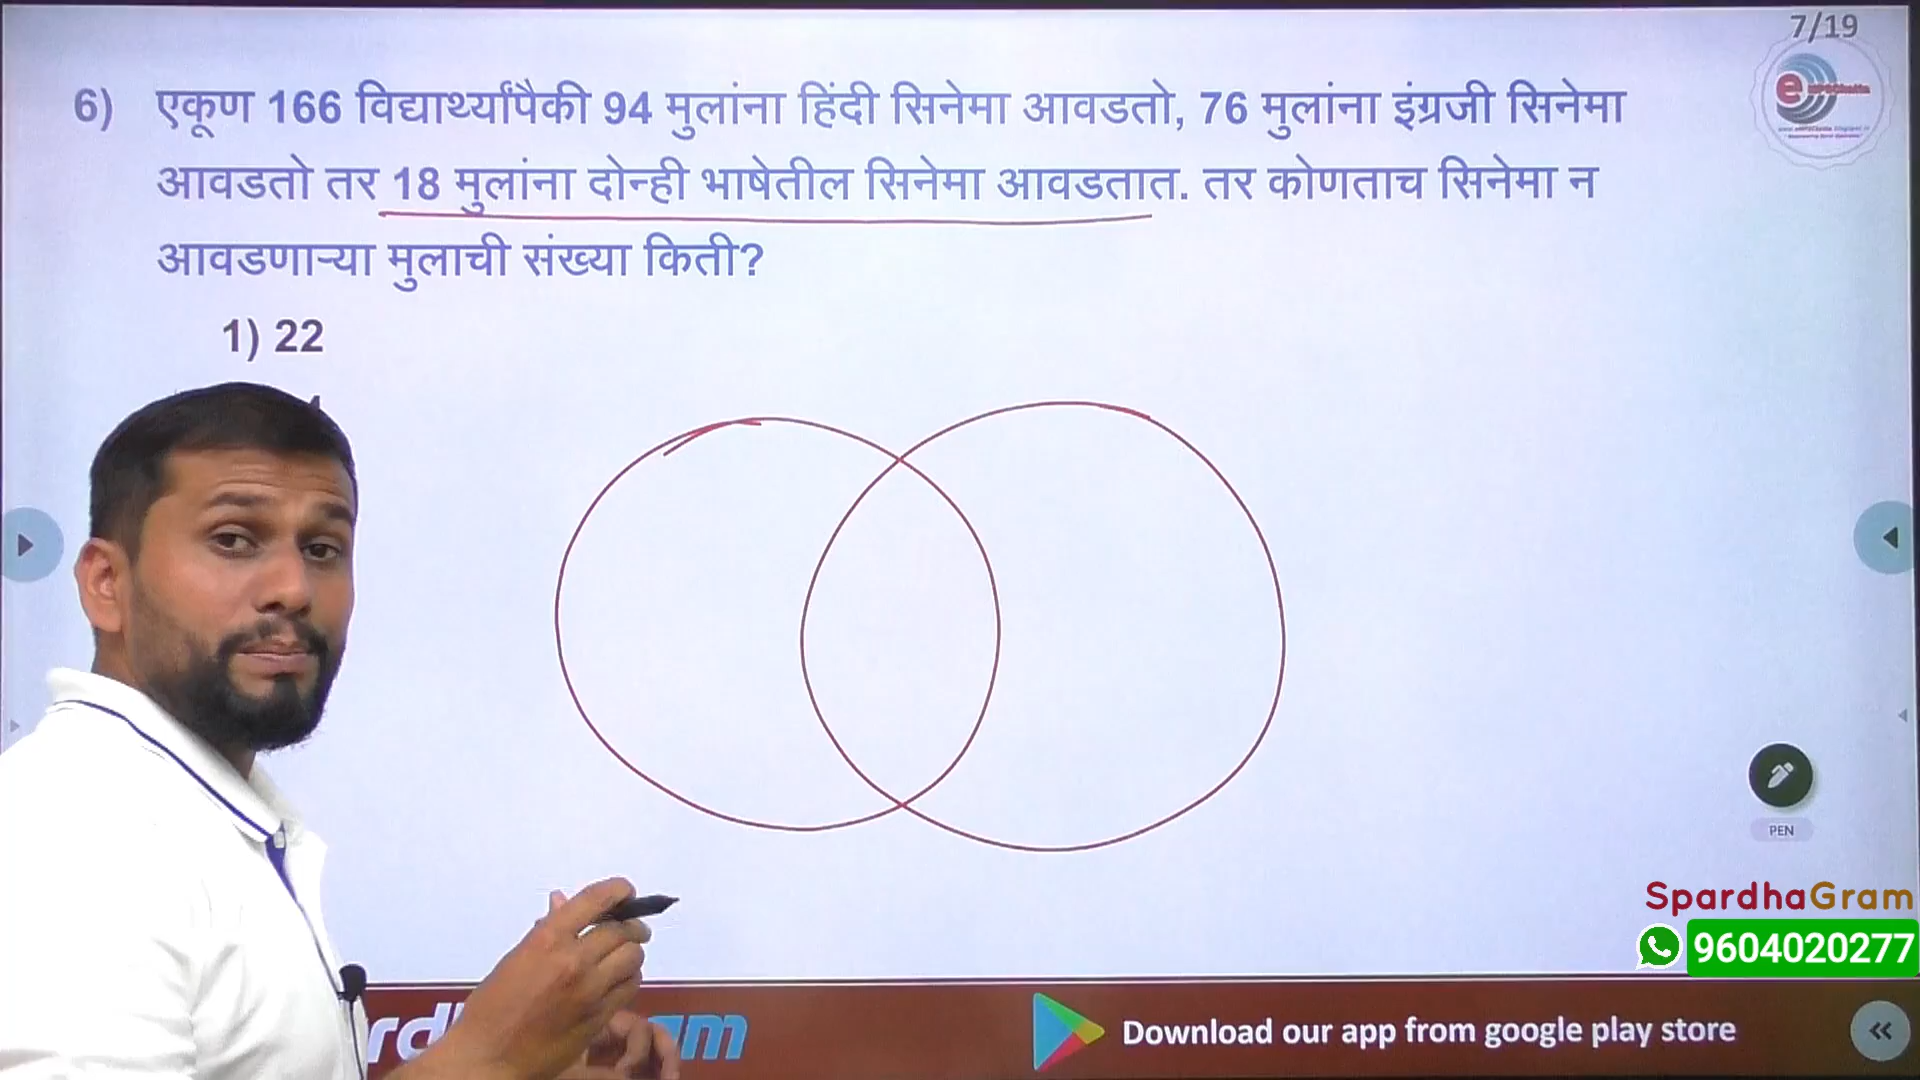 7/19
6) एकूण 166 विद्यार्थ्यांपैकी 94 मुलांना हिंदी सिनेमा आवडतो, 76 मुलांना इंग्रजी सिनेमा
आवडतो तर 18 मुलांना दोन्ही भाषेतील सिनेमा आवडतात. तर कोणताच सिनेमा न
आवडणाऱ्या मुलाची संख्या किती?
1) 22
PEN
SpardhaGram
9604020277
Download our app from google play store